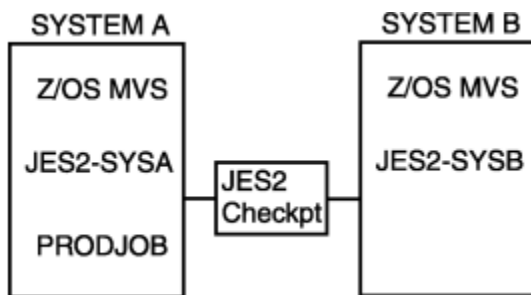 SYSTEM A
SYSTEM B
Z/OS MVS
Z/OS MVS
JES2-SYSA
JES2-SYSB
JES2
Checkpt
PRODJOB